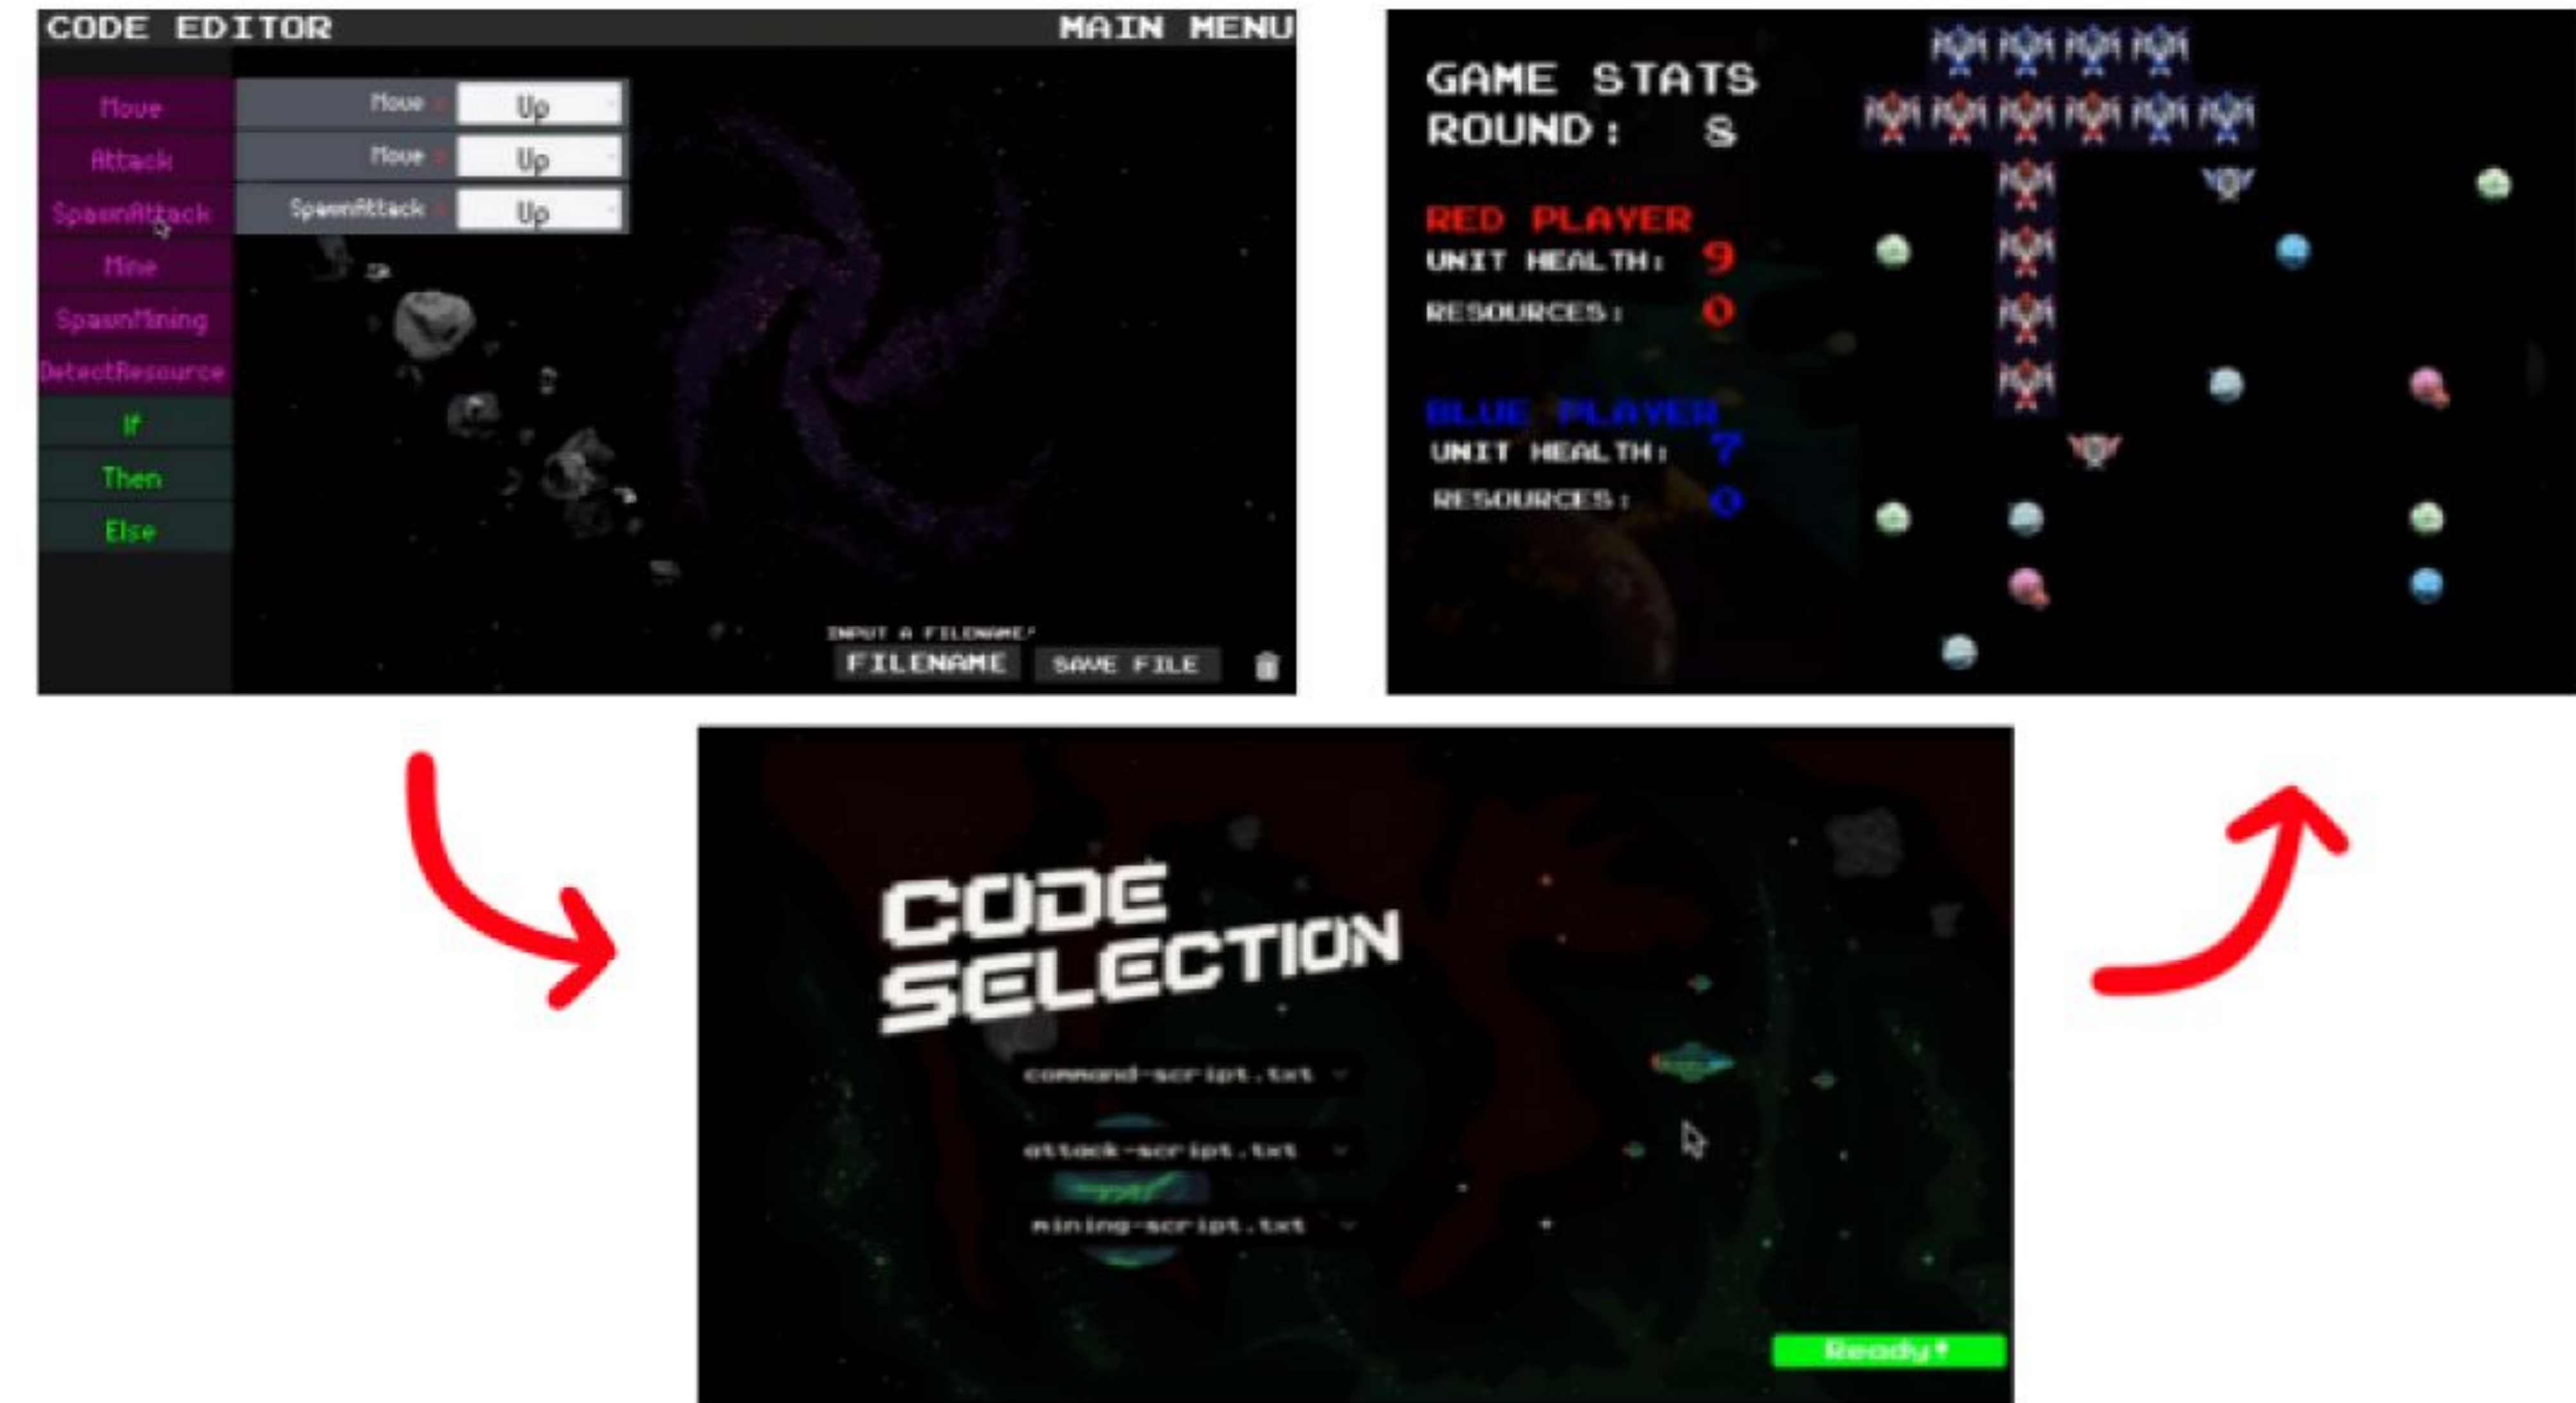 CODE EDITOR
MAIN MENU
Move
Attack
SpawnAttack
Mine
SpawnMining
DetectResource
If
Then
Else
Move Up
Move Up
SpawnAttack Up
INPUT A FILENAME!
FILENAME
SAVE FILE
GAME STATS
ROUND: 8
RED PLAYER
UNIT HEALTH: 9
RESOURCES: 0
BLUE PLAYER
UNIT HEALTH: 7
RESOURCES: 0
CODE
SELECTION
command-script.txt
attack-script.txt
mining-script.txt
Ready!